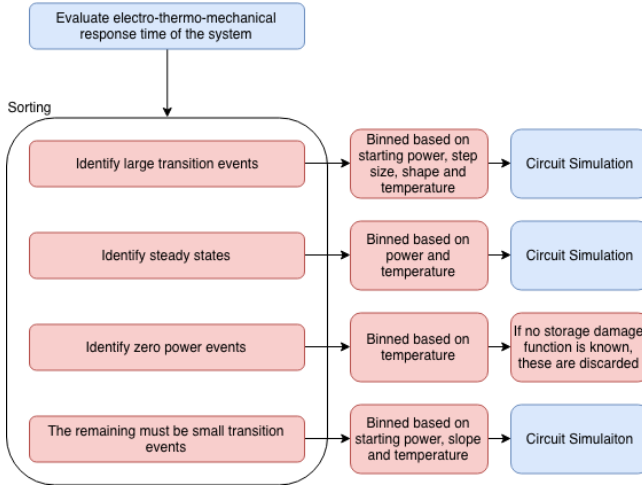 Evaluate electro-thermo-mechanical
response time of the system
Sorting
Identify large transition events
Binned based on
starting power, step
size, shape and
temperature
Circuit Simulation
Identify steady states
Binned based on
power and
temperature
Circuit Simulation
Identify zero power events
Binned based on
temperature
If no storage damage
function is known,
these are discarded
The remaining must be small transition
events
Binned based on
starting power, slope
and temperature
Circuit Simulaiton